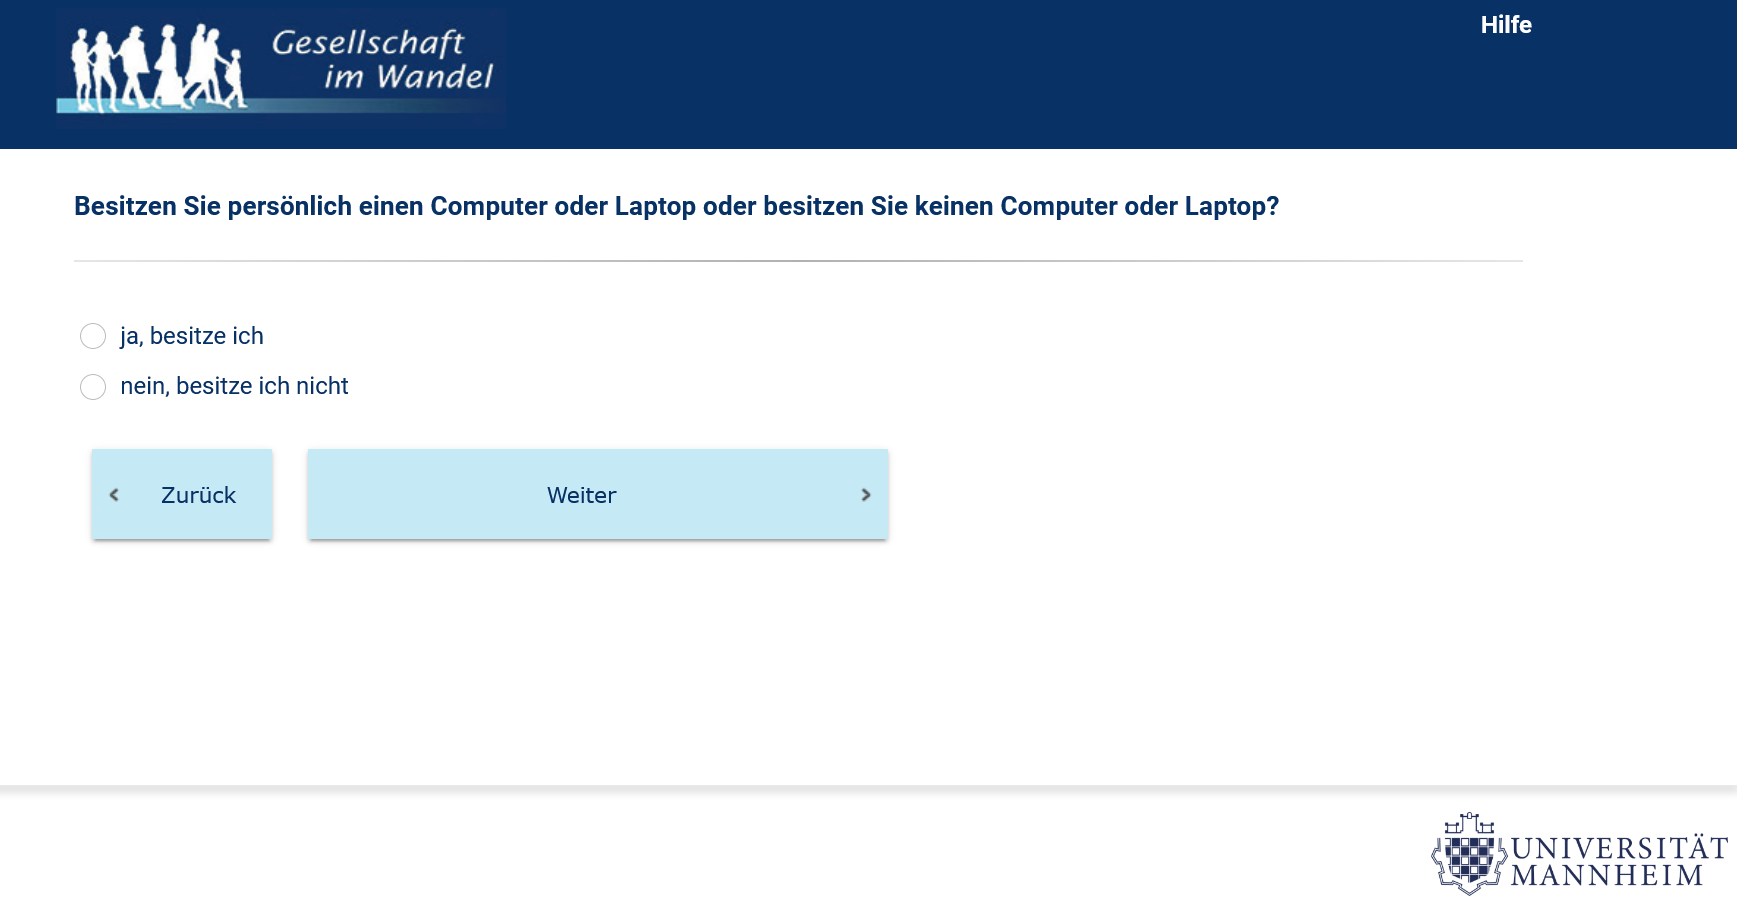 Gesellschaft
im Wandel
Hilfe
Besitzen Sie persönlich einen Computer oder Laptop oder besitzen Sie keinen Computer oder Laptop?
ja, besitze ich
nein, besitze ich nicht
Zurück
Weiter
UNIVERSITÄT
MANNHEIM